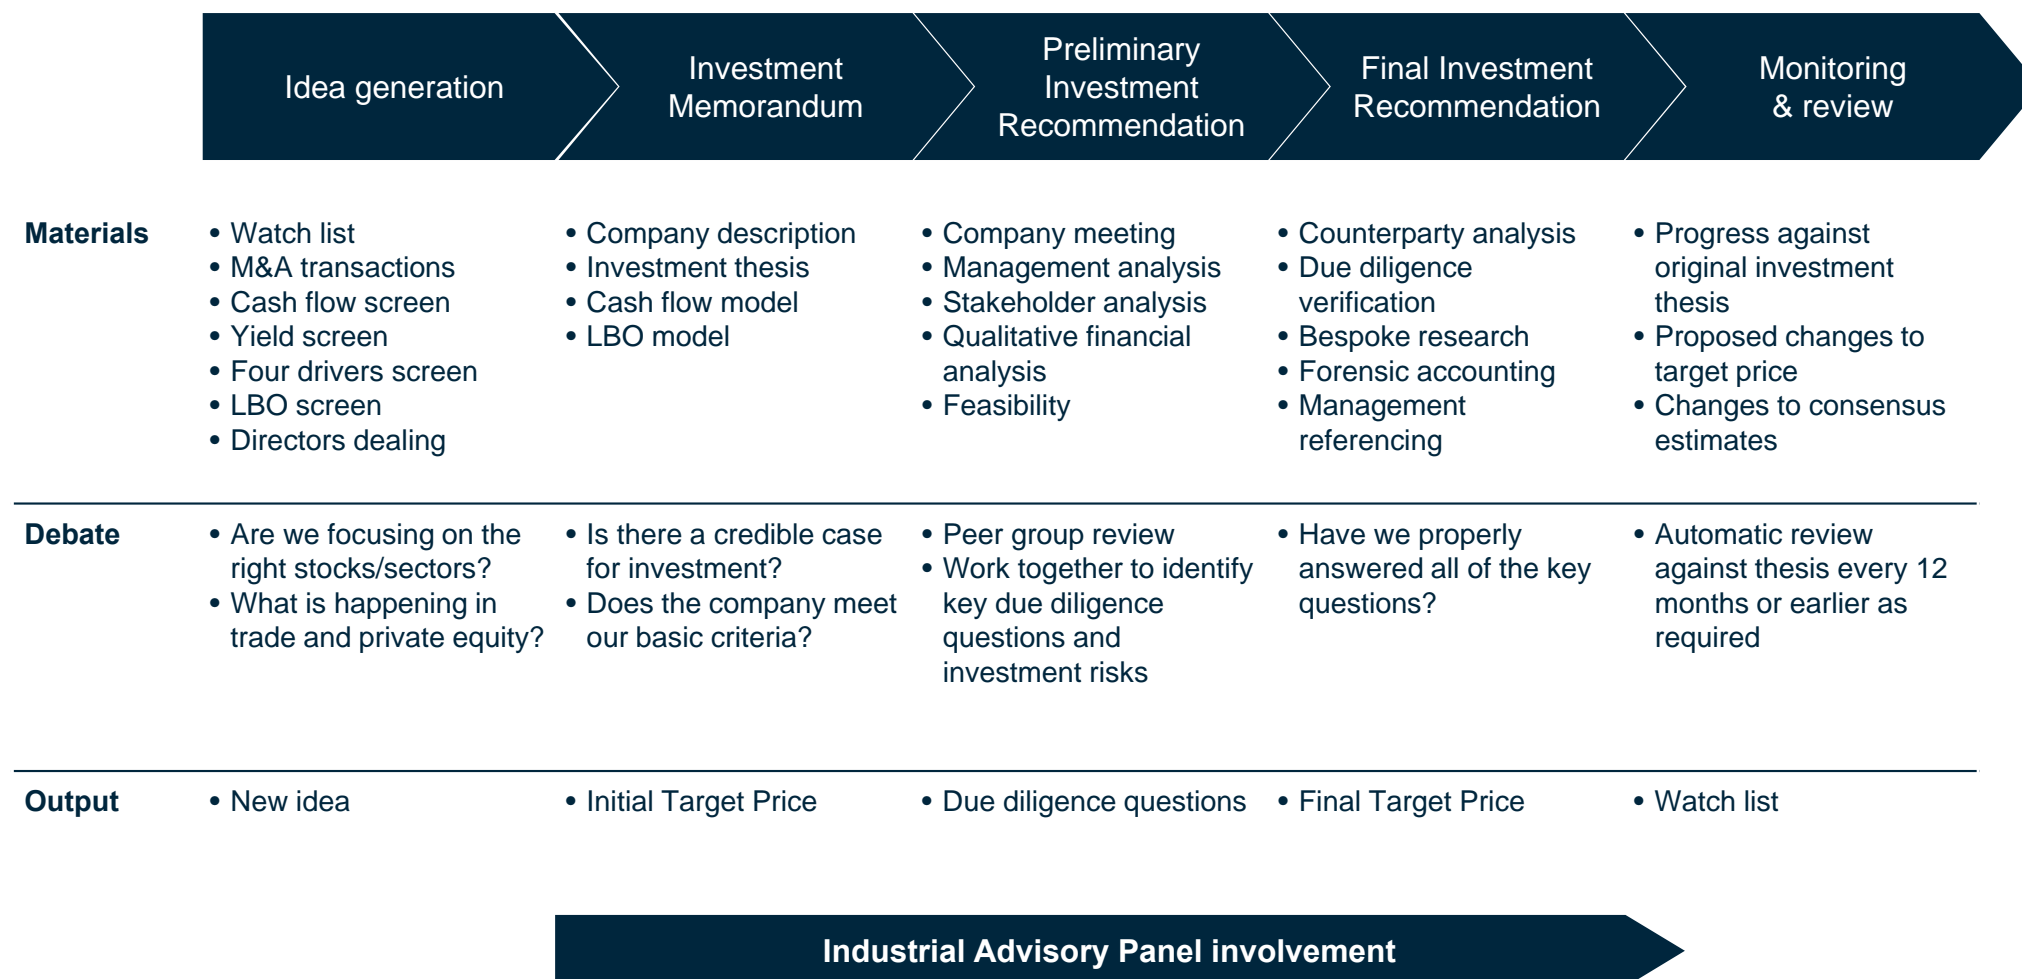 Idea generation
Investment
Memorandum
Preliminary
Investment
Recommendation
Final Investment
Recommendation
Monitoring
& review
Materials
• Watch list
• M&A transactions
• Cash flow screen
• Yield screen
• Four drivers screen
• LBO screen
• Directors dealing
• Company description
• Investment thesis
• Cash flow model
• LBO model
• Company meeting
• Management analysis
• Stakeholder analysis
• Qualitative financial
analysis
• Feasibility
• Counterparty analysis
• Due diligence
verification
• Bespoke research
• Forensic accounting
• Management
referencing
• Progress against
original investment
thesis
• Proposed changes to
target price
• Changes to consensus
estimates
Debate
• Are we focusing on the
right stocks/sectors?
• What is happening in
trade and private equity?
• Is there a credible case
for investment?
• Does the company meet
our basic criteria?
• Peer group review
• Work together to identify
key due diligence
questions and
investment risks
• Have we properly
answered all of the key
questions?
• Automatic review
against thesis every 12
months or earlier as
required
Output
• New idea
• Initial Target Price
• Due diligence questions
• Final Target Price
• Watch list
Industrial Advisory Panel involvement